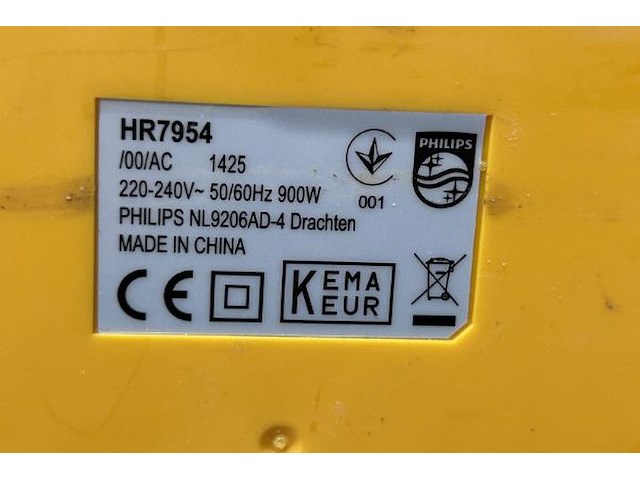 HR7954
/00/AC 1425
220-240V~ 50/60Hz 900W
PHILIPS NL9206AD-4 Drachten
MADE IN CHINA
001
PHILIPS
CE
KEMA
KEUR